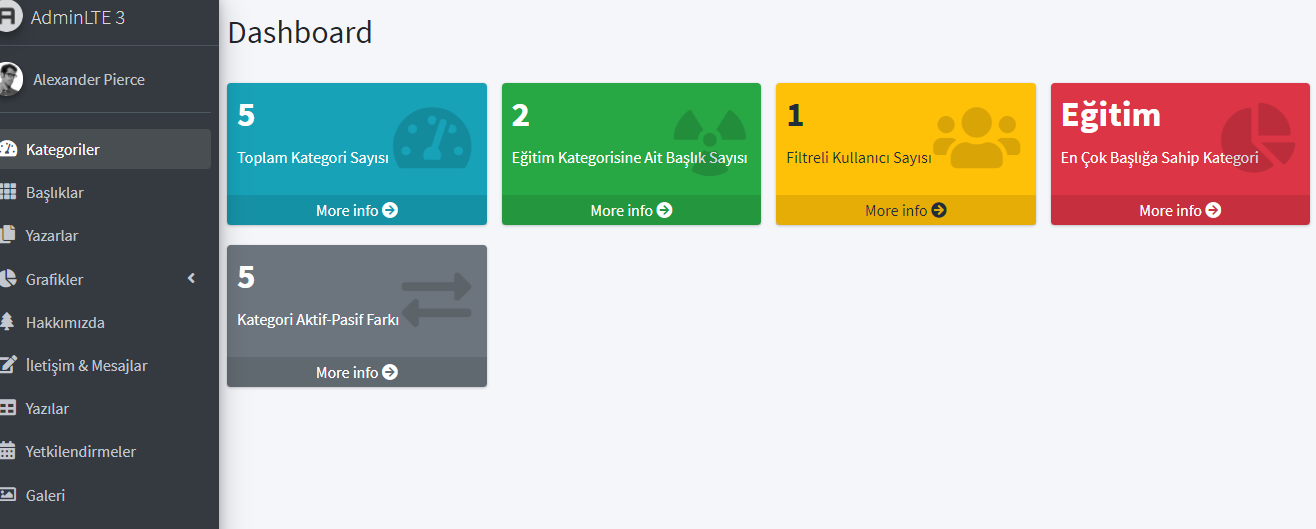 AdminLTE 3
Alexander Pierce
Kategoriler
Başlıklar
Yazarlar
Grafikler
Hakkımızda
İletişim & Mesajlar
Yazılar
Yetkilendirmeler
Galeri
Dashboard
5
Toplam Kategori Sayısı
More info
2
Eğitim Kategorisine Ait Başlık Sayısı
More info
1
Filtreli Kullanıcı Sayısı
More info
Eğitim
En Çok Başlığa Sahip Kategori
More info
5
Kategori Aktif-Pasif Farkı
More info